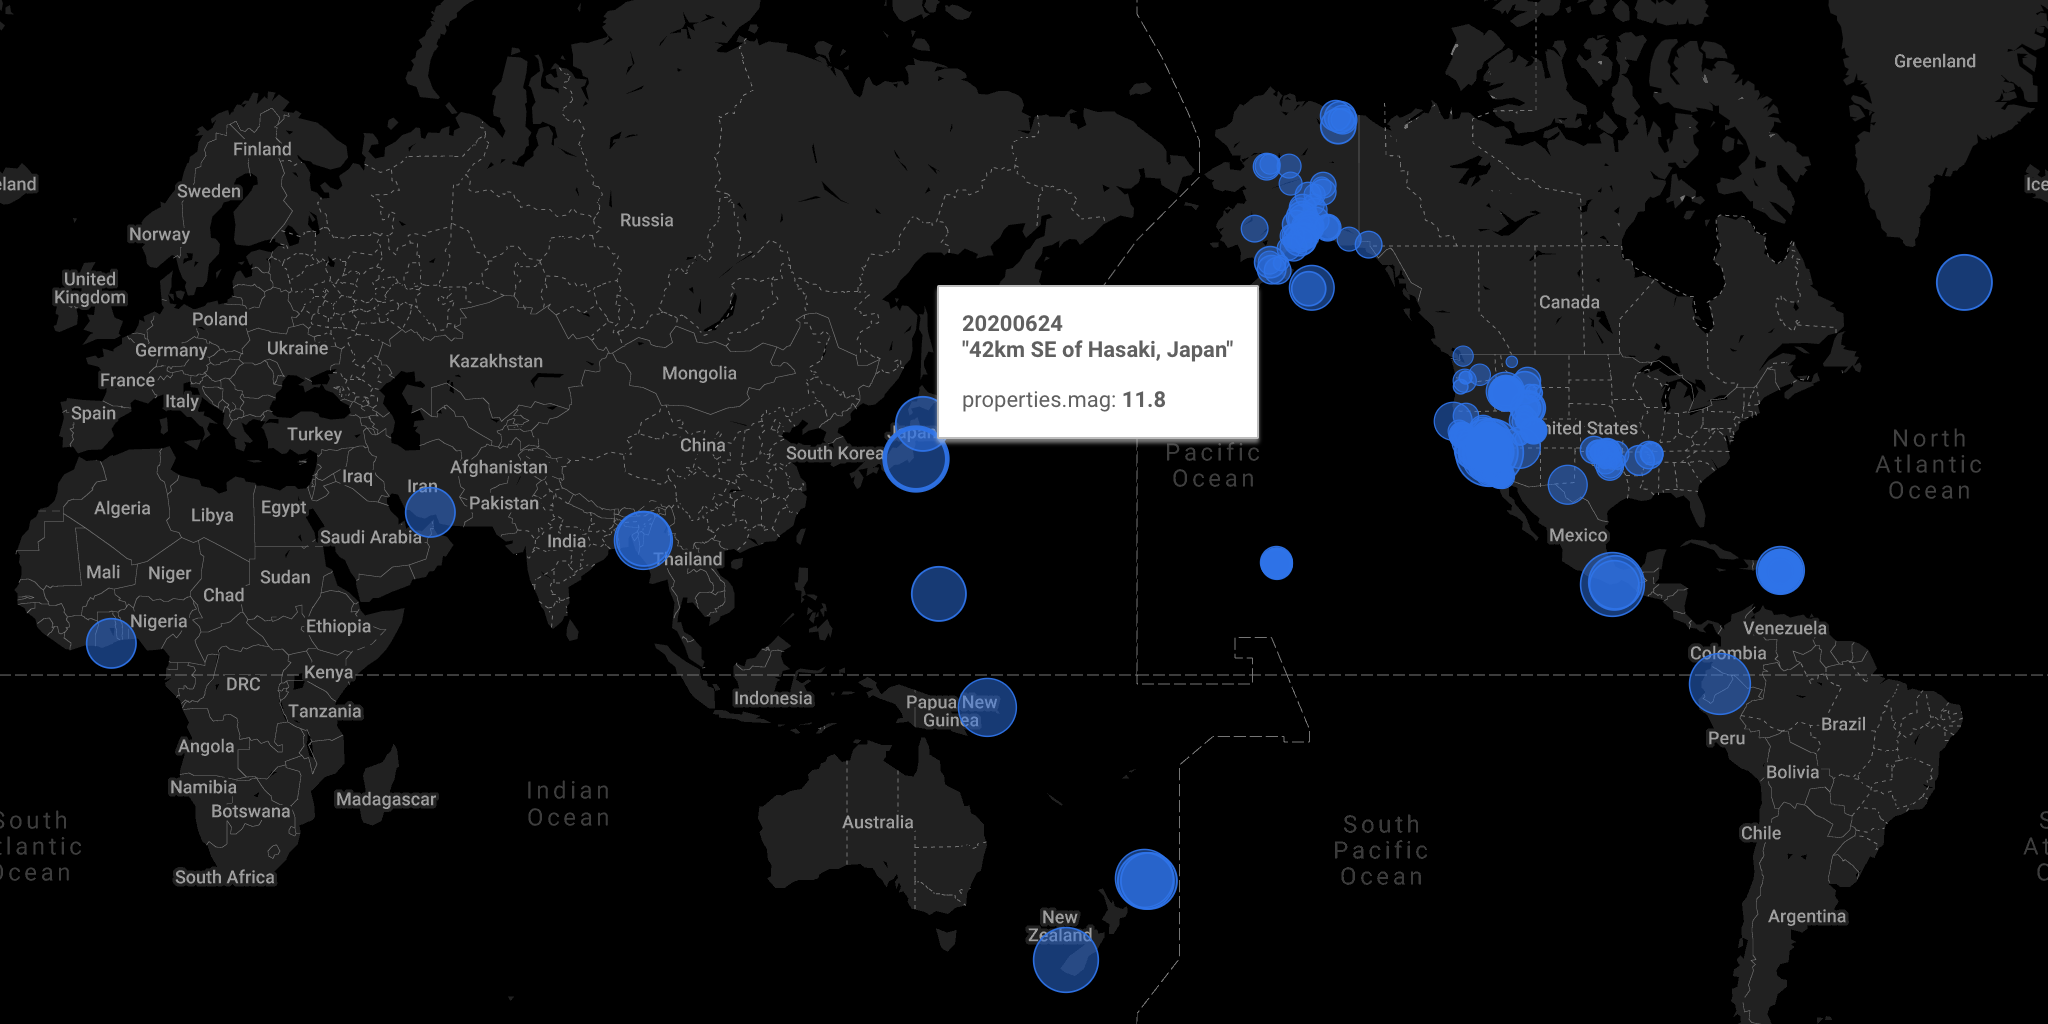 Greenland
Finland
eland
Ice
Sweden
Russia
Norway
United
Kingdom
Canada
Poland
20200624
"42km SE of Hasaki, Japan"
properties.mag: 11.8
Ukraine
Germany
Kazakhstan
Mongolia
France
Italy
Spain
Turkey
Japan
nited States
North
Atlantic
Ocean
China
South Korea
Pacific
Ocean
Afghanistan
Iraq
Iran
Pakistan
Algeria
Libya
Egypt
Saudi Arabia
India
Mexico
Thailand
Mali
Niger
Sudan
Chad
Nigeria
Ethiopia
Venezuela
Colombia
Kenya
DRC
Indonesia
Papua New
Guinea
Tanzania
Brazil
Peru
Angola
Bolivia
Namibia
Madagascar
Botswana
Indian
Ocean
Australia
South
Pacific
Ocean
South
tlantic
Ocean
Chile
S
At
O
South Africa
New
Zealand
Argentina